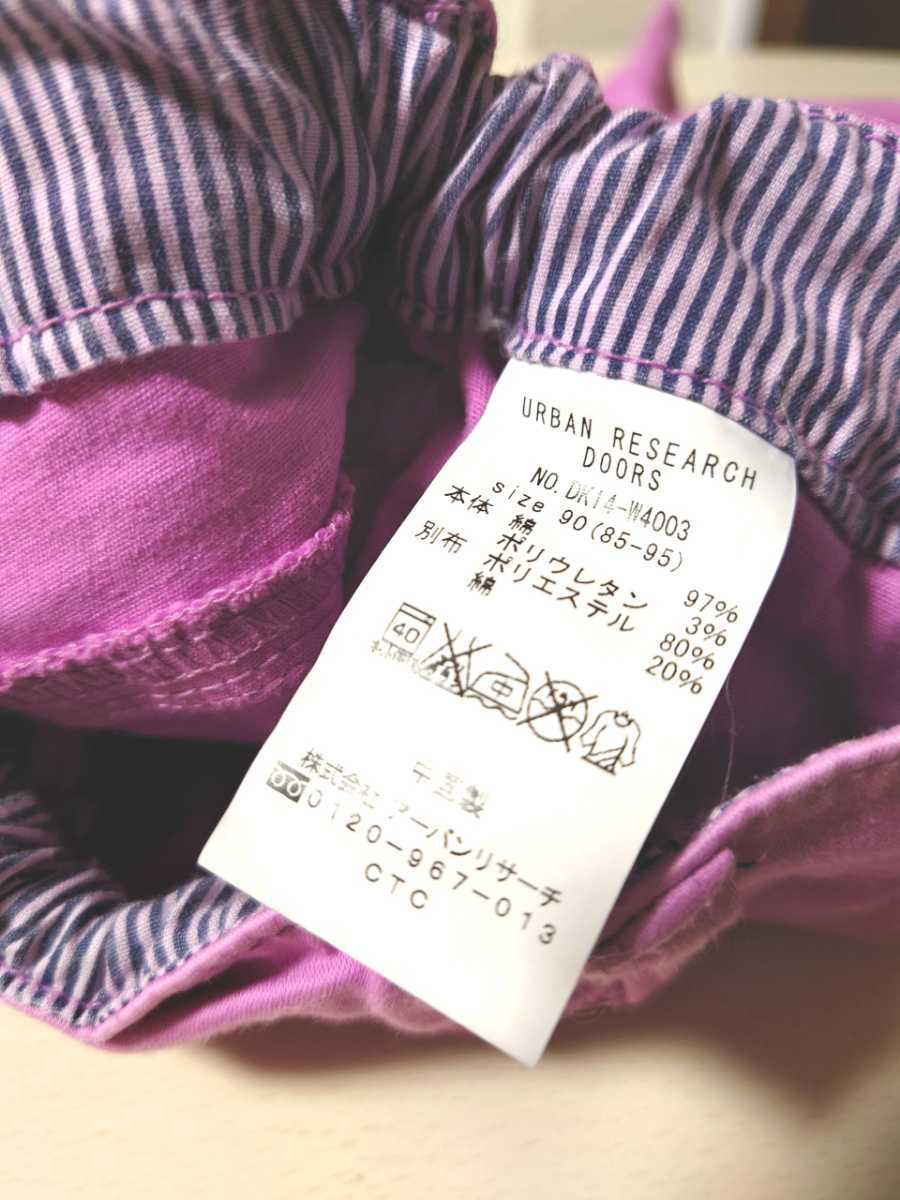 URBAN RESEARCH
DOORS
NO.DK14-W4003
size 90(85-95)
本体 綿 97%
ポリウレタン 3%
別布 ポリエステル 80%
綿 20%
40
中
中国製
株式会社 アーバンリサーチ
0120-967-013
CTC